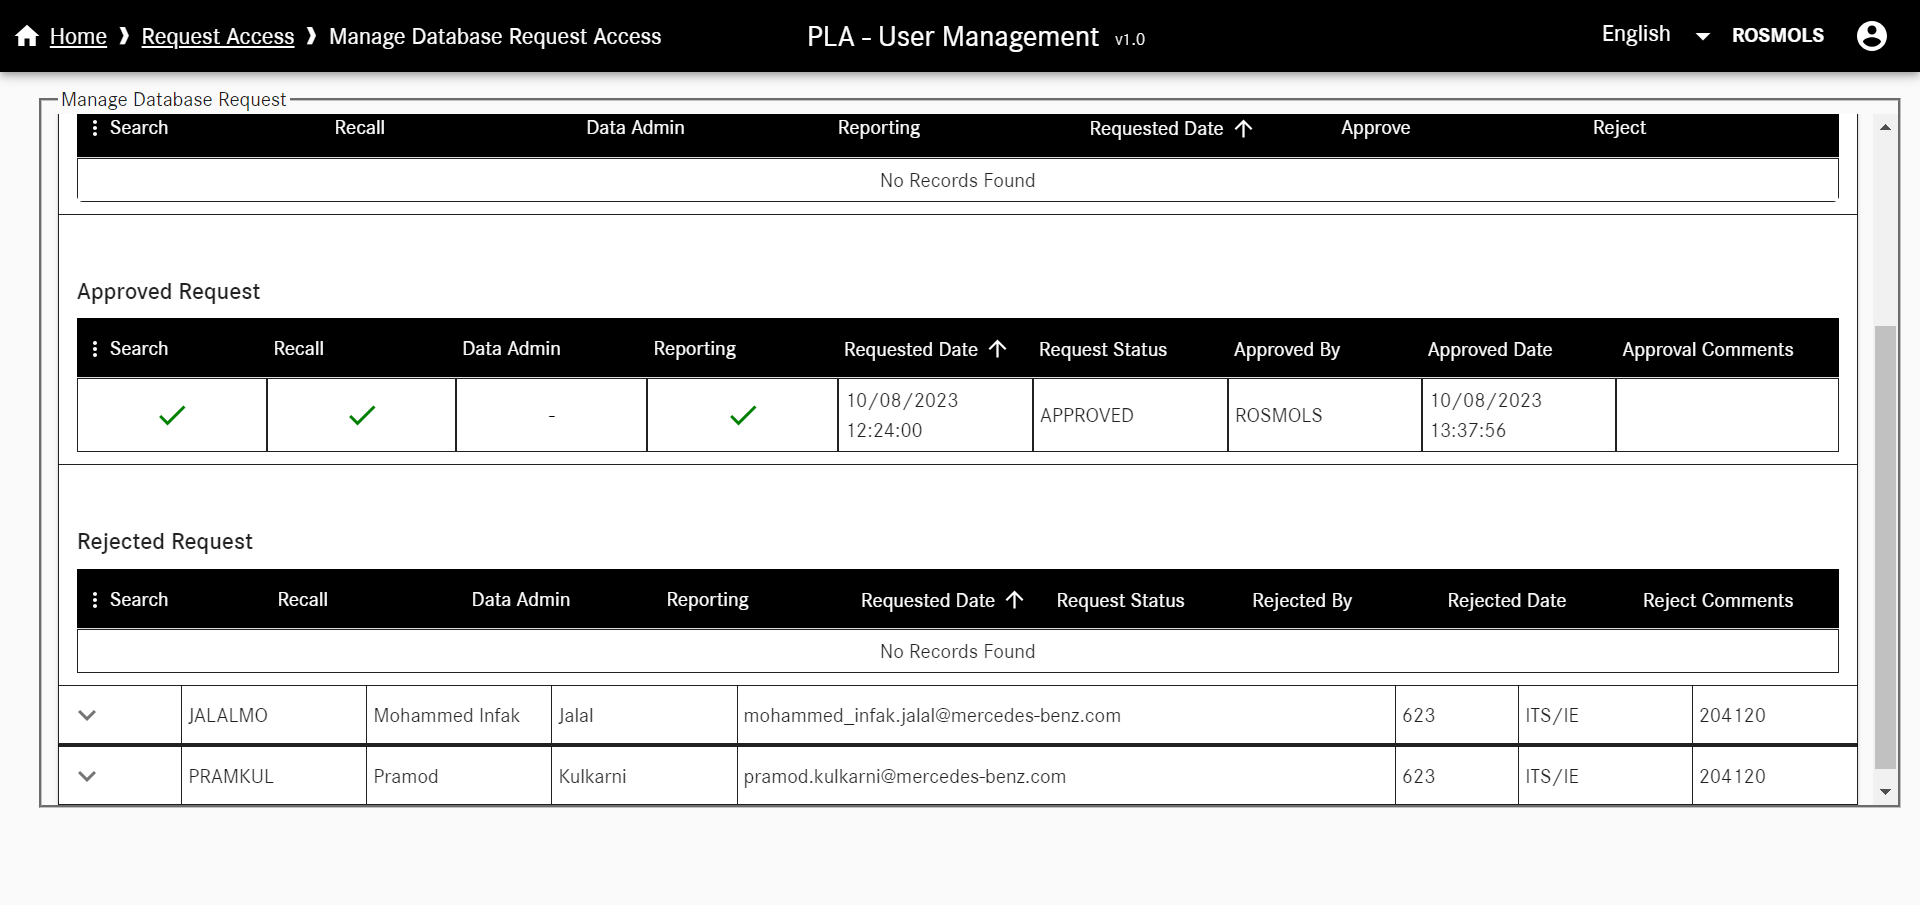 Home ❱ Request Access ❱ Manage Database Request Access
PLA - User Management v1.0
English ROSMOLS
Manage Database Request
Search Recall Data Admin Reporting Requested Date ↑ Approve Reject
No Records Found
Approved Request
Search Recall Data Admin Reporting Requested Date ↑ Request Status Approved By Approved Date Approval Comments
✓ ✓ - ✓ 10/08/2023 12:24:00 APPROVED ROSMOLS 10/08/2023 13:37:56
Rejected Request
Search Recall Data Admin Reporting Requested Date ↑ Request Status Rejected By Rejected Date Reject Comments
No Records Found
JALALMO Mohammed Infak Jalal mohammed_infak.jalal@mercedes-benz.com 623 ITS/IE 204120
PRAMKUL Pramod Kulkarni pramod.kulkarni@mercedes-benz.com 623 ITS/IE 204120